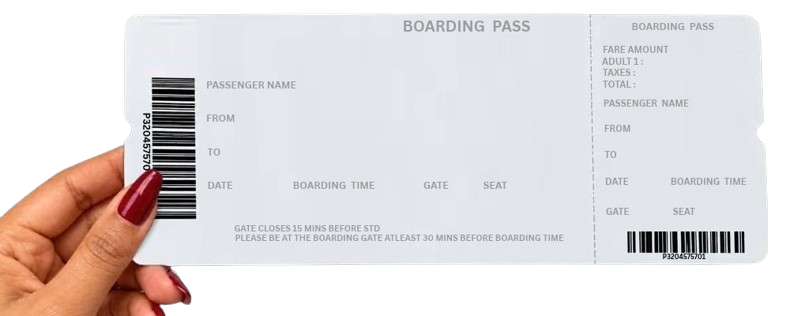 BOARDING PASS
PASSENGER NAME
FROM
TO
DATE BOARDING TIME GATE SEAT
GATE CLOSES 15 MINS BEFORE STD
PLEASE BE AT THE BOARDING GATE ATLEAST 30 MINS BEFORE BOARDING TIME
P320457570
BOARDING PASS
FARE AMOUNT
ADULT 1 :
TAXES :
TOTAL :
PASSENGER NAME
FROM
TO
DATE BOARDING TIME
GATE SEAT
P3204575701